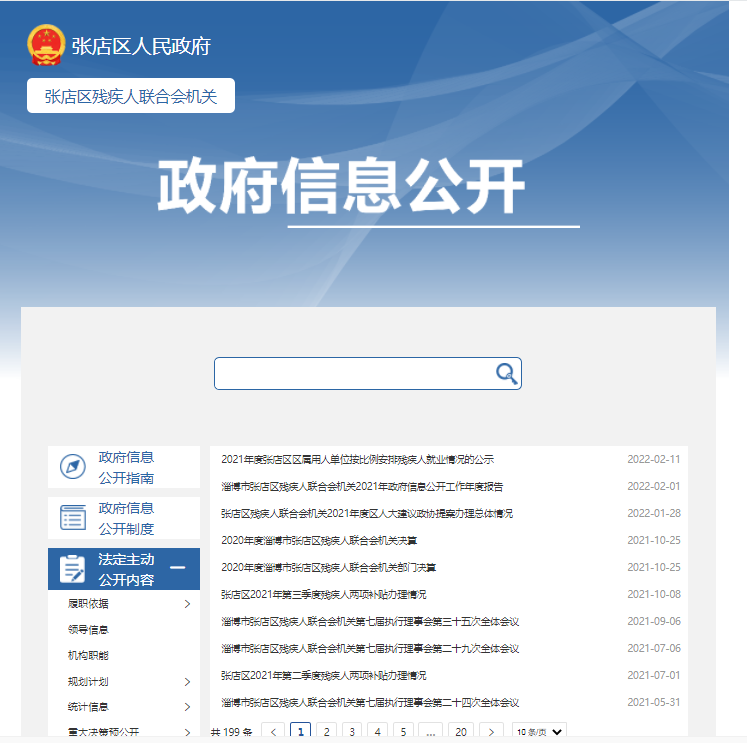 张店区人民政府
张店区残疾人联合会机关
政府信息公开
政府信息
公开指南
政府信息
公开制度
法定主动
公开内容
履职依据
领导信息
机构职能
规划计划
统计信息
重大决策预公开
2021年度张店区区属用人单位按比例安排残疾人就业情况的公示 2022-02-11
淄博市张店区残疾人联合会机关2021年政府信息公开工作年度报告 2022-02-01
张店区残疾人联合会机关2021年度区人大建议政协提案办理总体情况 2022-01-28
2020年度淄博市张店区残疾人联合会机关决算 2021-10-25
2020年度淄博市张店区残疾人联合会机关部门决算 2021-10-25
张店区2021年第三季度残疾人两项补贴办理情况 2021-10-08
淄博市张店区残疾人联合会机关第七届执行理事会第三十五次全体会议 2021-09-06
淄博市张店区残疾人联合会机关第七届执行理事会第二十九次全体会议 2021-07-06
张店区2021年第二季度残疾人两项补贴办理情况 2021-07-01
淄博市张店区残疾人联合会机关第七届执行理事会第二十四次全体会议 2021-05-31
共 199 条 < 1 2 3 4 5 ... 20 > 10 条/页